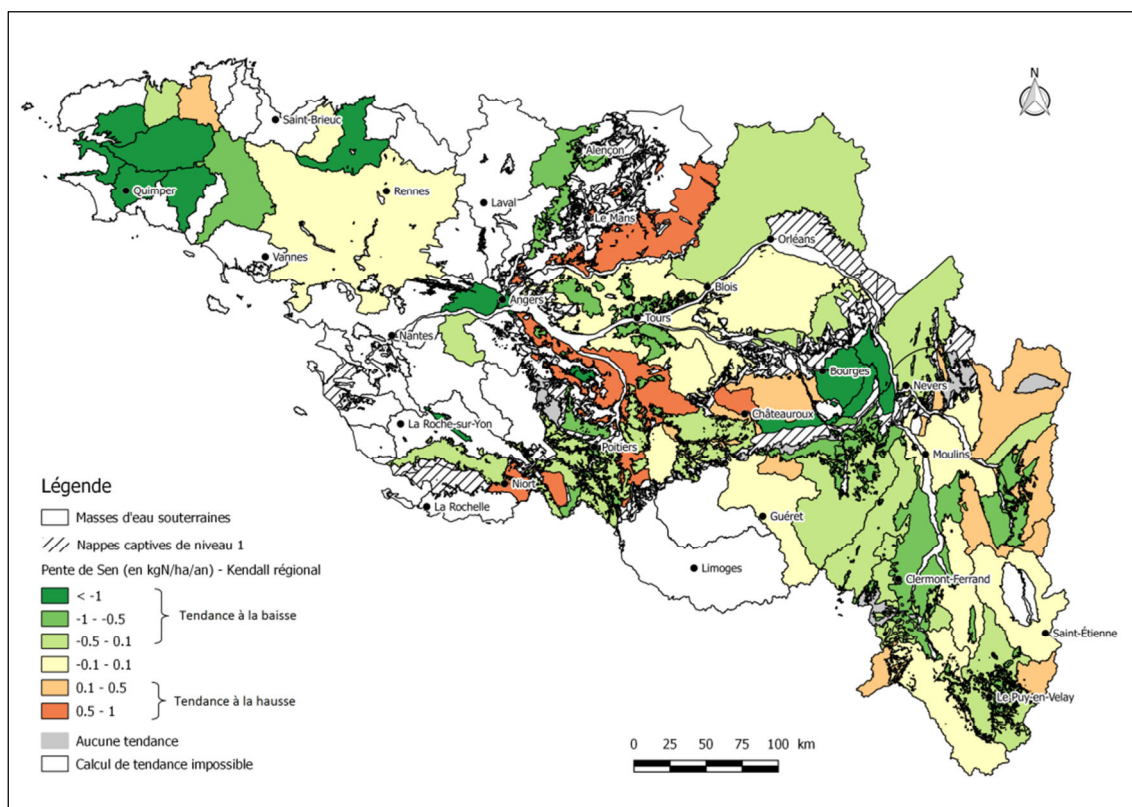 N
Saint-Brieuc
Alençon
Quimper
Rennes
Laval
Le Mans
Orléans
Vannes
Blois
Angers
Tours
Nantes
Bourges
Nevers
Châteauroux
La Roche-sur-Yon
Poitiers
Moulins
Niort
La Rochelle
Guéret
Limoges
Clermont-Ferrand
Saint-Étienne
Le Puy-en-Velay
Légende
Masses d'eau souterraines
Nappes captives de niveau 1
Pente de Sen (en kgN/ha/an) - Kendall régional
< -1
-1 - -0.5
Tendance à la baisse
-0.5 - 0.1
-0.1 - 0.1
0.1 - 0.5
Tendance à la hausse
0.5 - 1
Aucune tendance
Calcul de tendance impossible
0 25 50 75 100 km